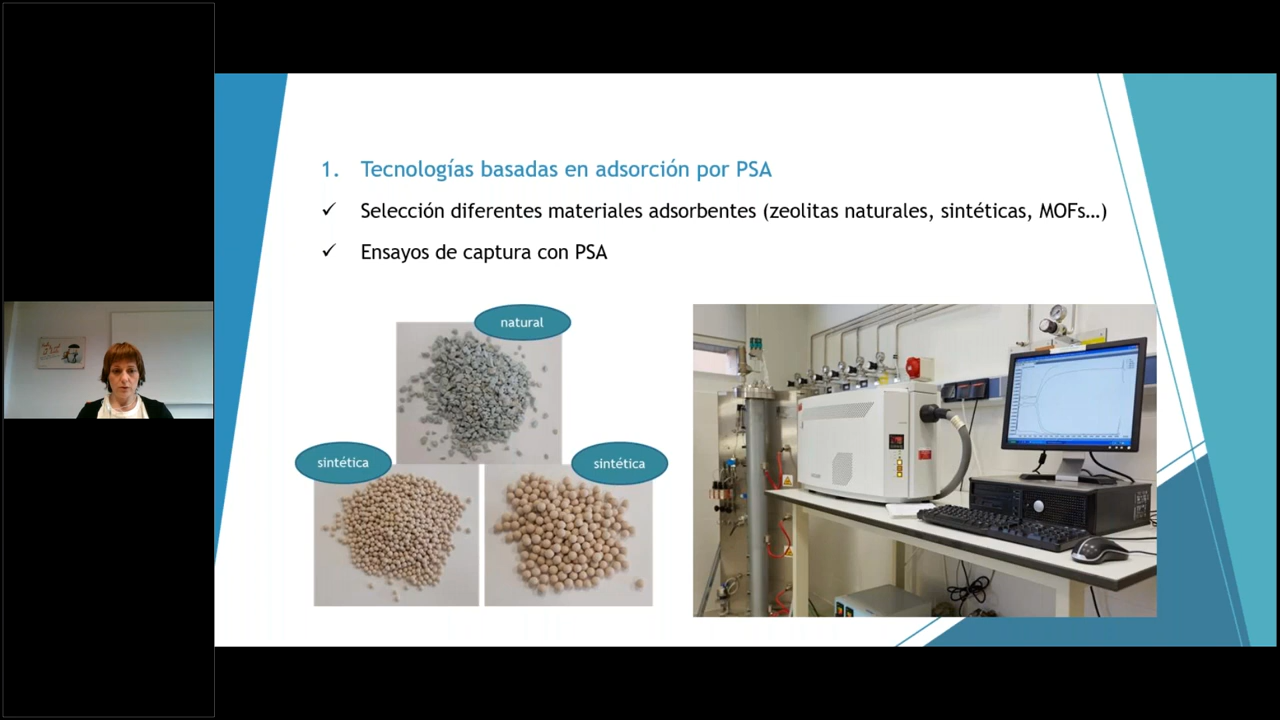 1. Tecnologías basadas en adsorción por PSA
✓ Selección diferentes materiales adsorbentes (zeolitas naturales, sintéticas, MOFs…)
✓ Ensayos de captura con PSA
natural
sintética
sintética